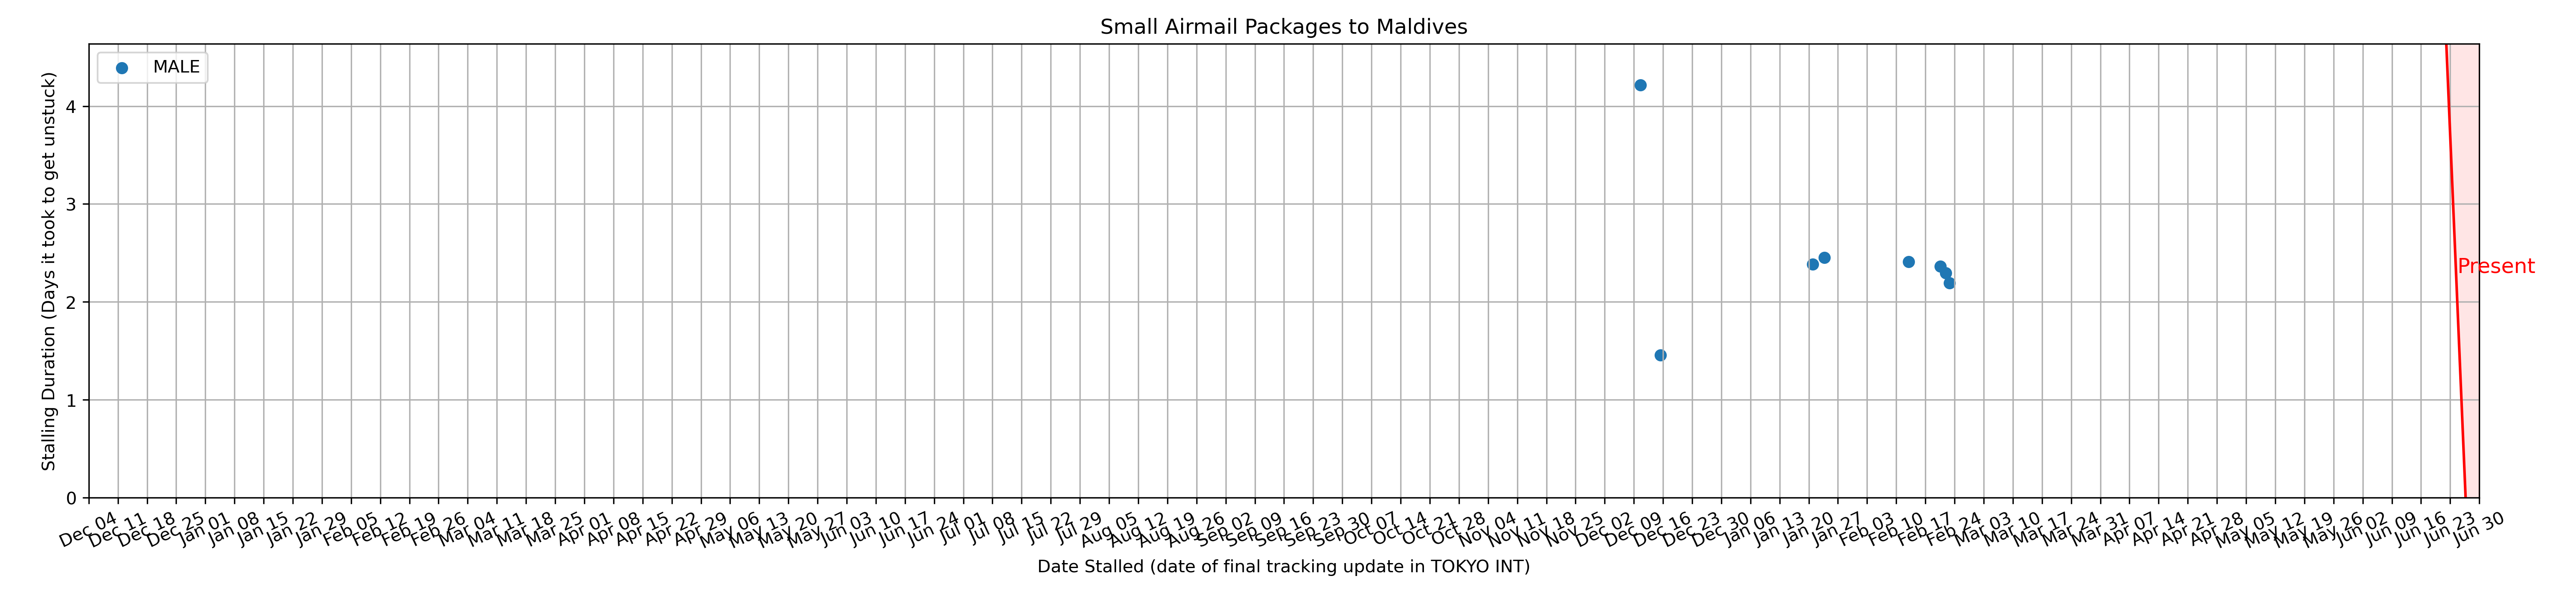 Small Airmail Packages to Maldives
MALE
Stalling Duration (Days it took to get unstuck)
4
3
2
1
0
Present
Dec 04
Dec 11
Dec 18
Dec 25
Jan 01
Jan 08
Jan 15
Jan 22
Jan 29
Feb 05
Feb 12
Feb 19
Feb 26
Mar 04
Mar 11
Mar 18
Mar 25
Apr 01
Apr 08
Apr 15
Apr 22
Apr 29
May 06
May 13
May 20
May 27
Jun 03
Jun 10
Jun 17
Jun 24
Jul 01
Jul 08
Jul 15
Jul 22
Jul 29
Aug 05
Aug 12
Aug 19
Aug 26
Sep 02
Sep 09
Sep 16
Sep 23
Sep 30
Oct 07
Oct 14
Oct 21
Oct 28
Nov 04
Nov 11
Nov 18
Nov 25
Dec 02
Dec 09
Dec 16
Dec 23
Dec 30
Jan 06
Jan 13
Jan 20
Jan 27
Feb 03
Feb 10
Feb 17
Feb 24
Mar 03
Mar 10
Mar 17
Mar 24
Mar 31
Apr 07
Apr 14
Apr 21
Apr 28
May 05
May 12
May 19
May 26
Jun 02
Jun 09
Jun 16
Jun 23
Jun 30
Date Stalled (date of final tracking update in TOKYO INT)